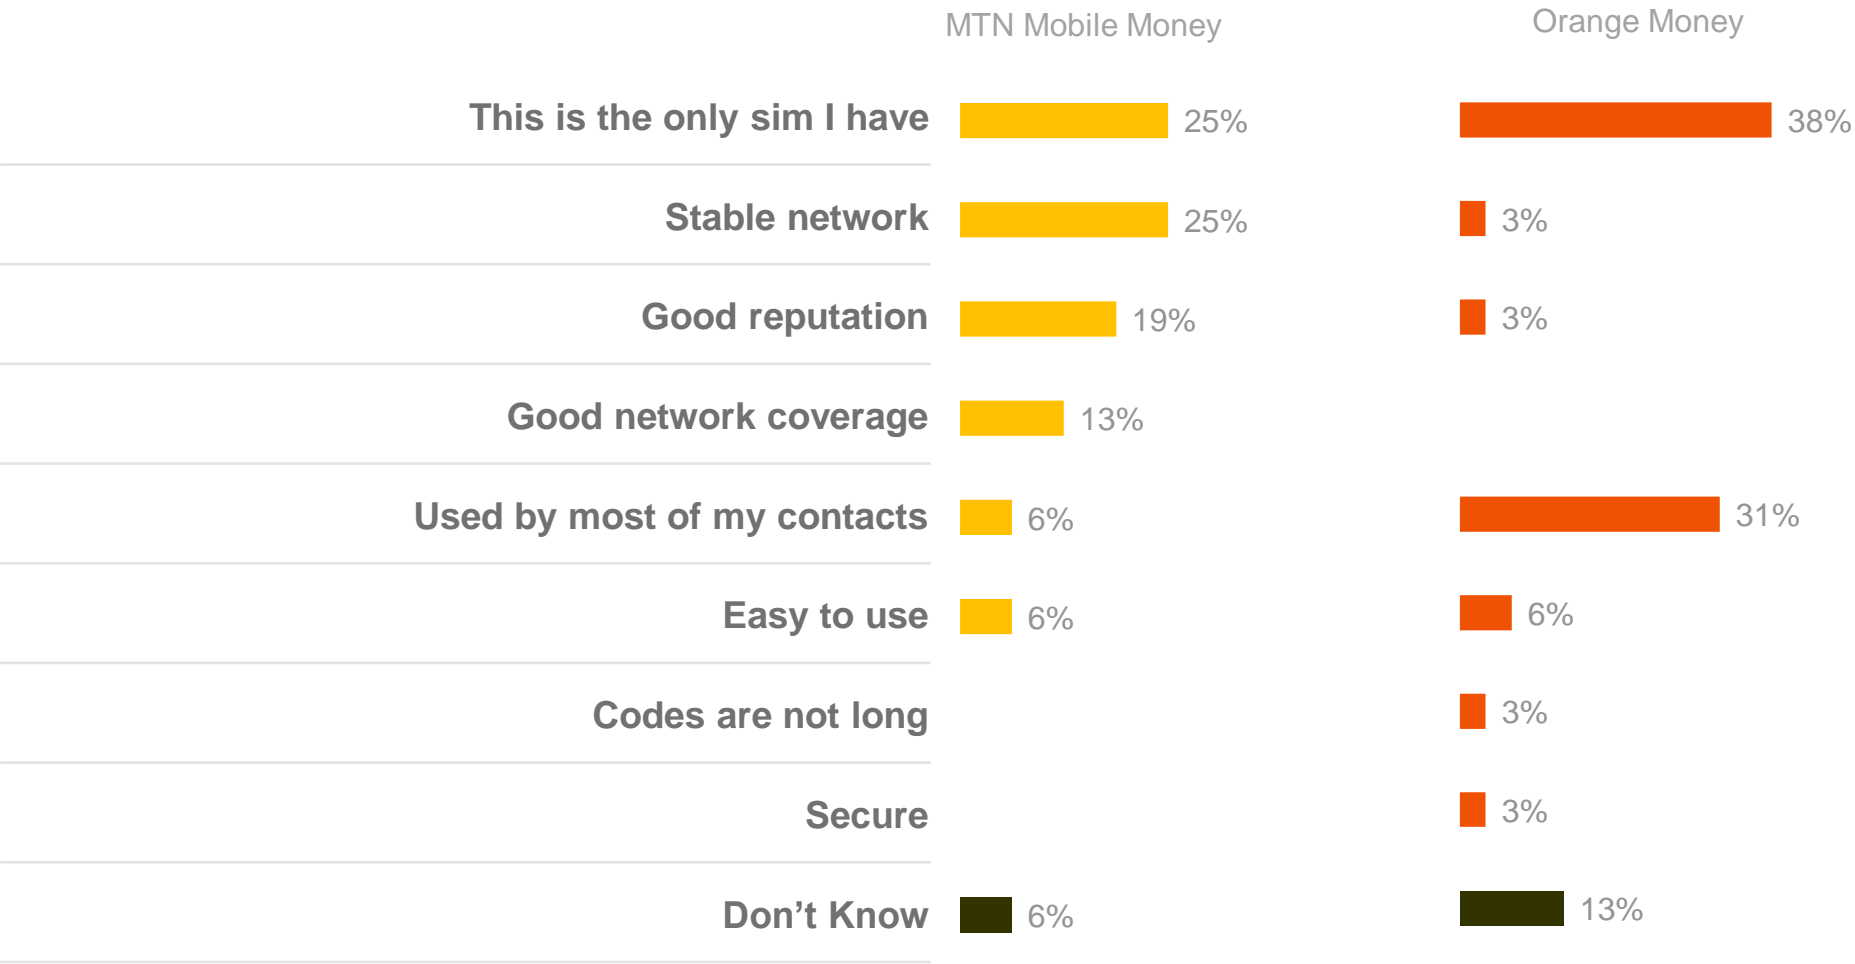 MTN Mobile Money Orange Money
This is the only sim I have 25% 38%
Stable network 25% 3%
Good reputation 19% 3%
Good network coverage 13%
Used by most of my contacts 6% 31%
Easy to use 6% 6%
Codes are not long 3%
Secure 3%
Don’t Know 6% 13%